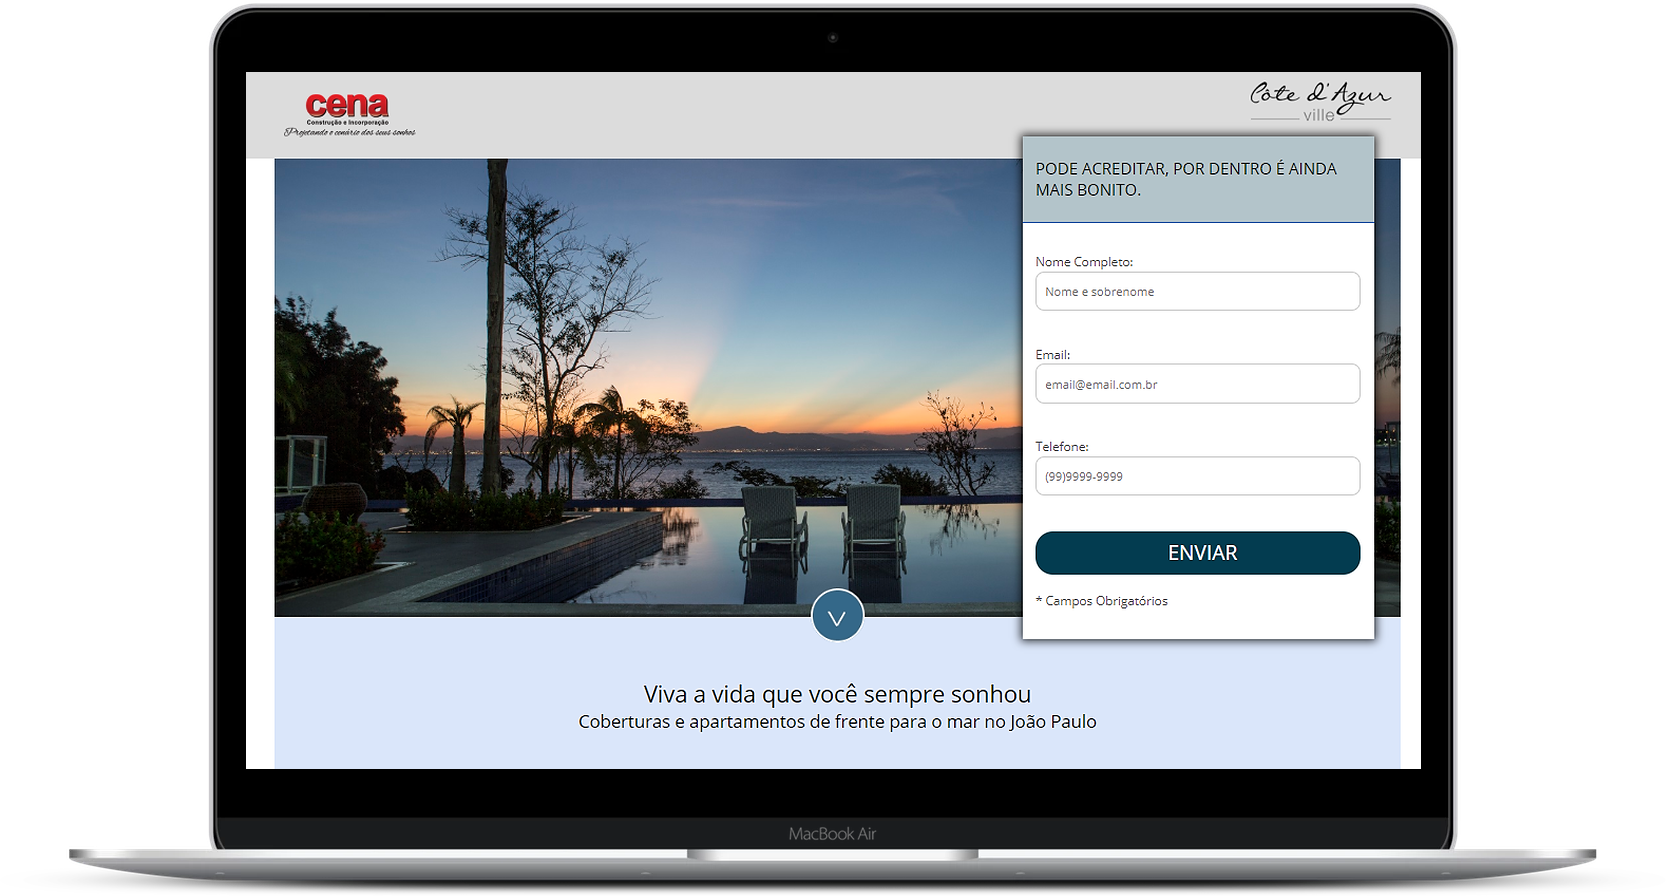 cena
Construção e Incorporação
Projetando o cenário dos seus sonhos
Côte d'Azur
ville
PODE ACREDITAR, POR DENTRO É AINDA
MAIS BONITO.
Nome Completo:
Nome e sobrenome
Email:
email@email.com.br
Telefone:
(99)9999-9999
ENVIAR
* Campos Obrigatórios
Viva a vida que você sempre sonhou
Coberturas e apartamentos de frente para o mar no João Paulo
MacBook Air